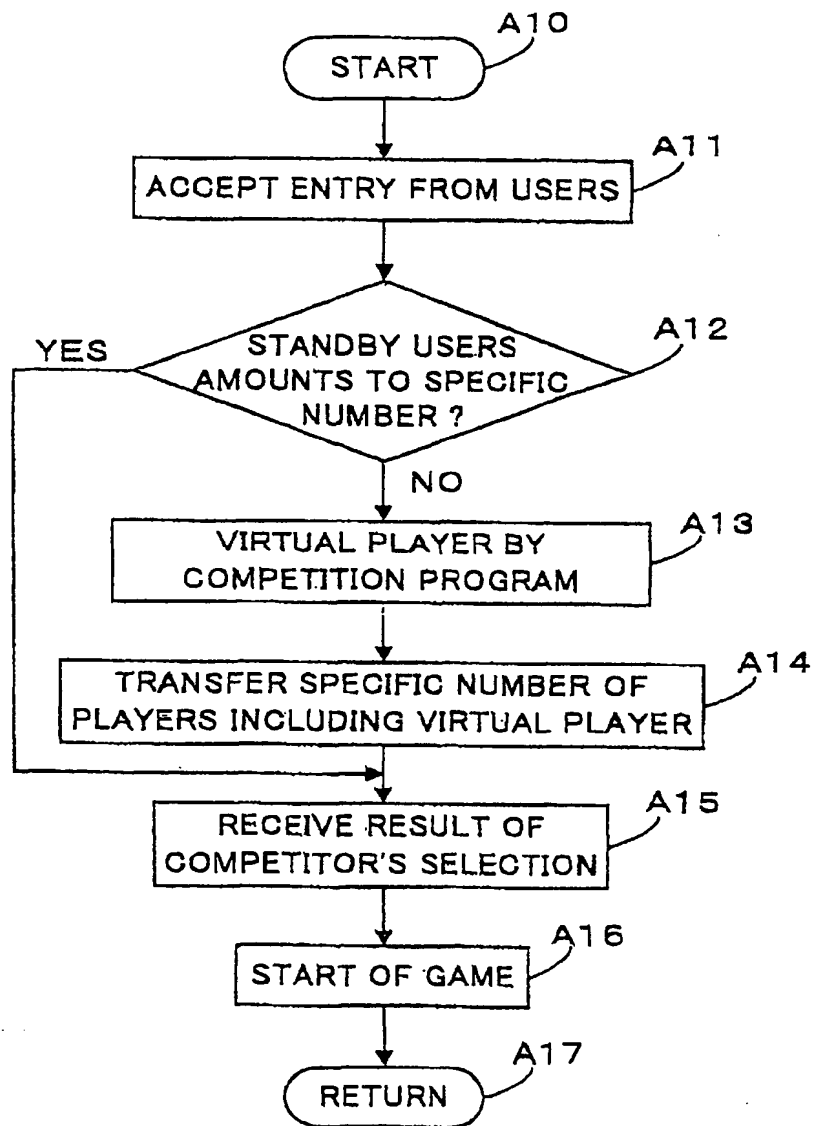 A10
START
A11
ACCEPT ENTRY FROM USERS
A12
YES
STANDBY USERS
AMOUNTS TO SPECIFIC
NUMBER ?
NO
A13
VIRTUAL PLAYER BY
COMPETITION PROGRAM
A14
TRANSFER SPECIFIC NUMBER OF
PLAYERS INCLUDING VIRTUAL PLAYER
A15
RECEIVE RESULT OF
COMPETITOR'S SELECTION
A16
START OF GAME
A17
RETURN